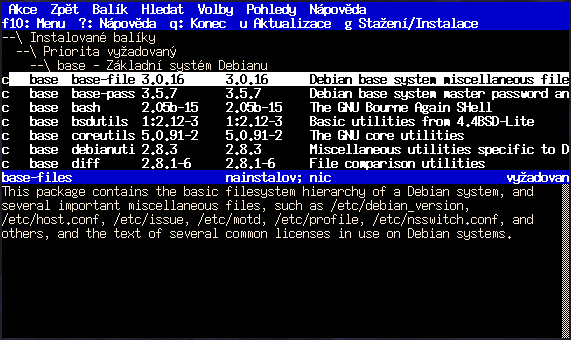 Akce Zpět Balík Hledat Volby Pohledy Nápověda
f10: Menu ?: Nápověda q: Konec u Aktualizace g Stažení/Instalace
--\ Instalované balíky
--\ Priorita vyžadovaný
--\ base - Základní systém Debianu
c base base-file 3.0.16 3.0.16 Debian base system miscellaneous file
c base base-pass 3.5.7 3.5.7 Debian base system master password an
c base bash 2.05b-15 2.05b-15 The GNU Bourne Again SHell
c base bsdutils 1:2.12-3 1:2.12-3 Basic utilities from 4.4BSD-Lite
c base coreutils 5.0.91-2 5.0.91-2 The GNU core utilities
c base debianuti 2.8.3 2.8.3 Miscellaneous utilities specific to D
c base diff 2.8.1-6 2.8.1-6 File comparison utilities
base-files nainstalov; nic vyžadovan
This package contains the basic filesystem hierarchy of a Debian system, and
several important miscellaneous files, such as /etc/debian_version,
/etc/host.conf, /etc/issue, /etc/motd, /etc/profile, /etc/nsswitch.conf, and
others, and the text of several common licenses in use on Debian systems.